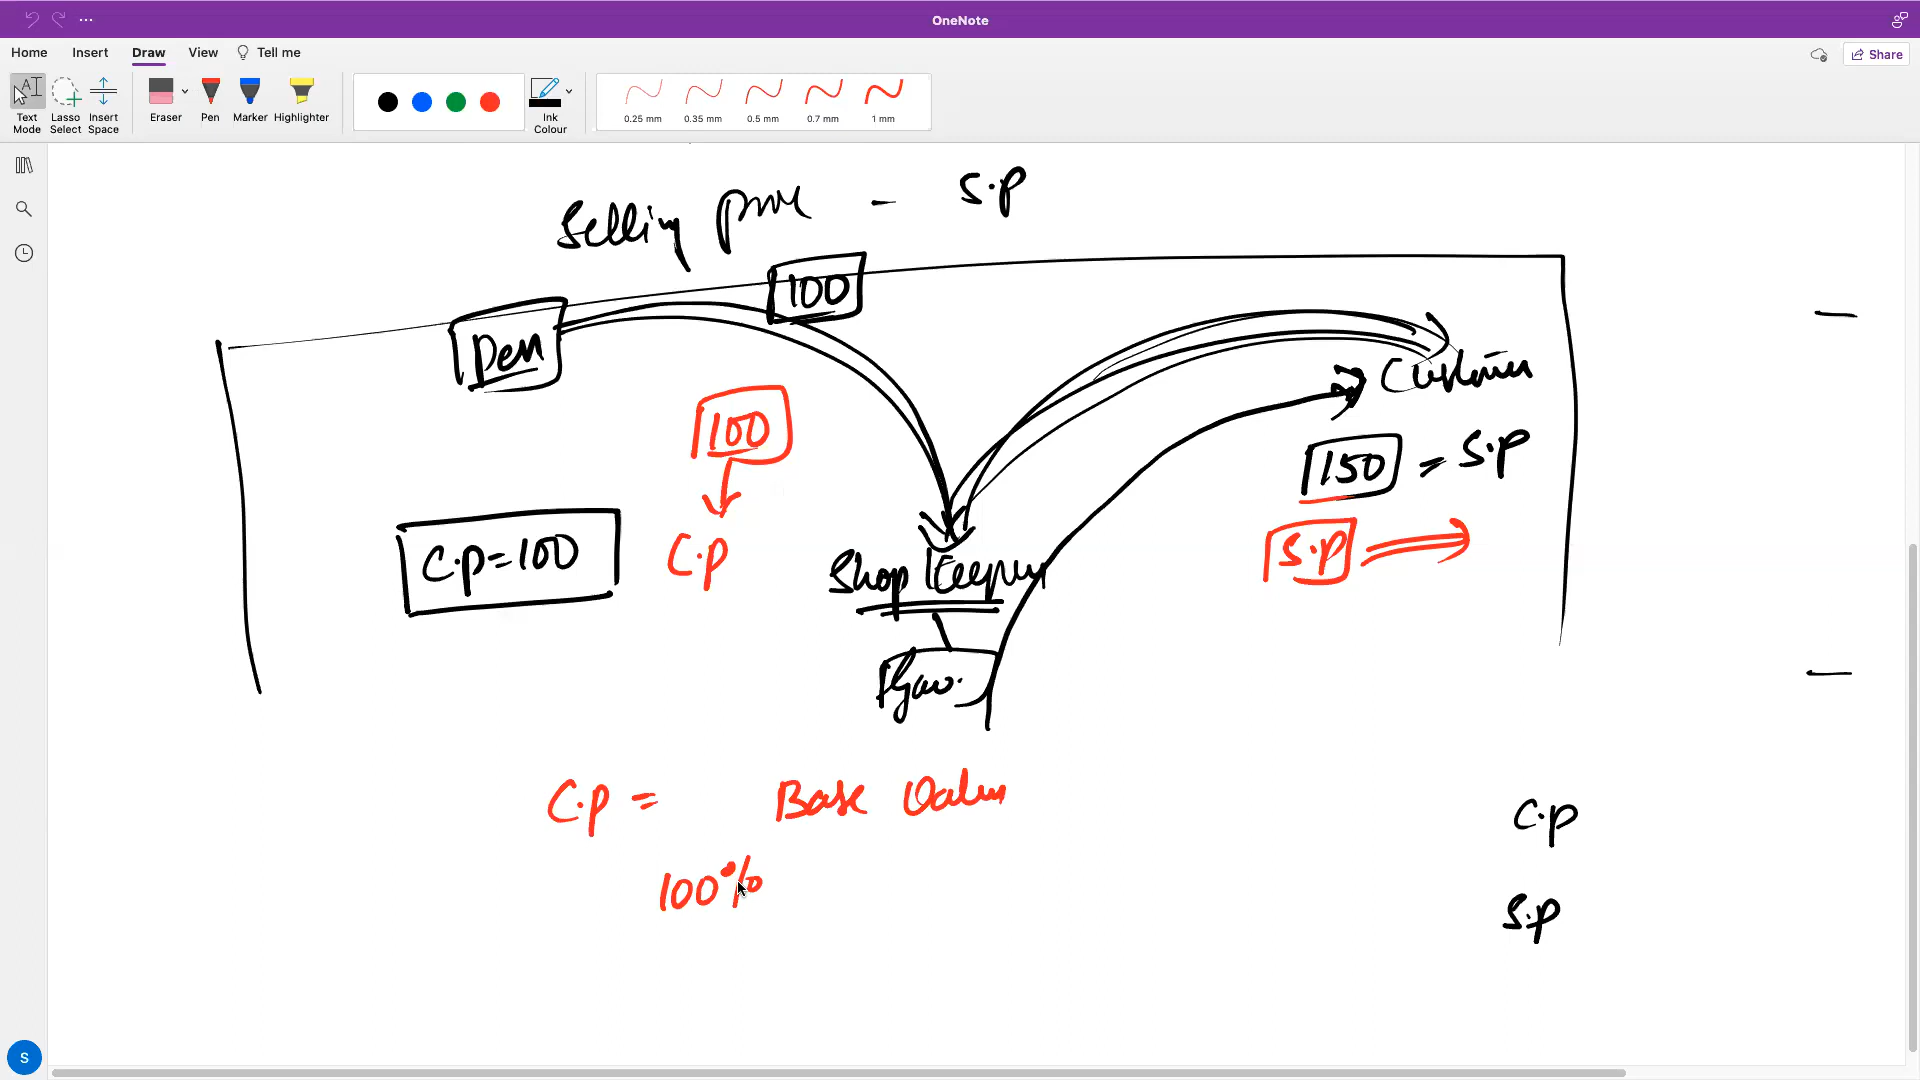 OneNote
Home Insert Draw View Tell me
Share
Text Mode
Lasso Select
Insert Space
Eraser
Pen
Marker
Highlighter
Ink Colour
0.25 mm
0.35 mm
0.5 mm
0.7 mm
1 mm
Selling price - S.P
100
Pen
Customer
100
150 = S.P
C.P=100
C.P
Shop Keeper
S.P
C.P = Base Value
100%
C.P
S.P
S